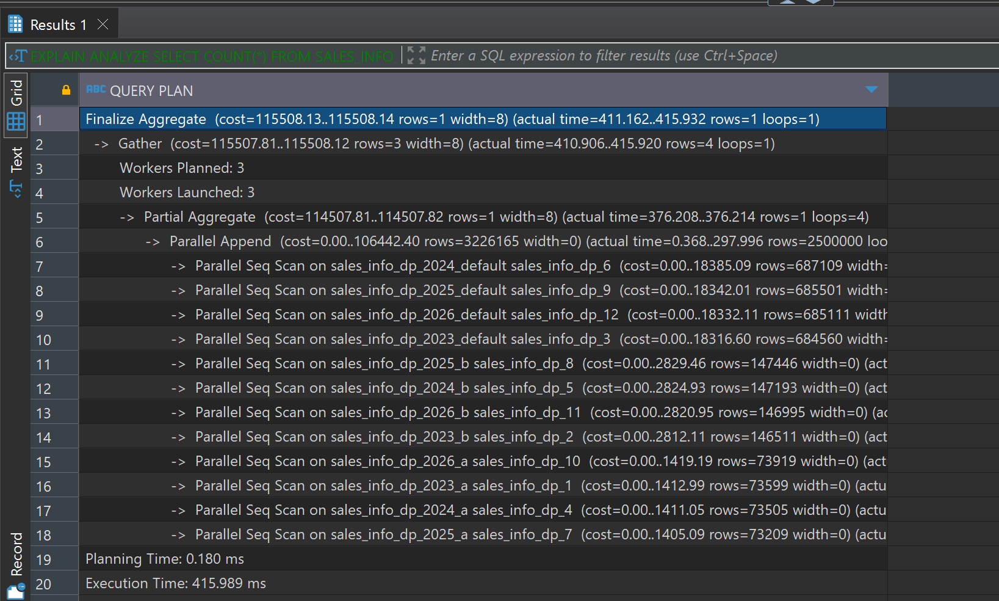 Results 1
EXPLAIN ANALYZE SELECT COUNT(*) FROM SALES_INFO_ Enter a SQL expression to filter results (use Ctrl+Space)
Grid
Text
Record
ABC QUERY PLAN
1 Finalize Aggregate (cost=115508.13..115508.14 rows=1 width=8) (actual time=411.162..415.932 rows=1 loops=1)
2 -> Gather (cost=115507.81..115508.12 rows=3 width=8) (actual time=410.906..415.920 rows=4 loops=1)
3 Workers Planned: 3
4 Workers Launched: 3
5 -> Partial Aggregate (cost=114507.81..114507.82 rows=1 width=8) (actual time=376.208..376.214 rows=1 loops=4)
6 -> Parallel Append (cost=0.00..106442.40 rows=3226165 width=0) (actual time=0.368..297.996 rows=2500000 loo
7 -> Parallel Seq Scan on sales_info_dp_2024_default sales_info_dp_6 (cost=0.00..18385.09 rows=687109 width=
8 -> Parallel Seq Scan on sales_info_dp_2025_default sales_info_dp_9 (cost=0.00..18342.01 rows=685501 width=
9 -> Parallel Seq Scan on sales_info_dp_2026_default sales_info_dp_12 (cost=0.00..18332.11 rows=685111 width
10 -> Parallel Seq Scan on sales_info_dp_2023_default sales_info_dp_3 (cost=0.00..18316.60 rows=684560 width=
11 -> Parallel Seq Scan on sales_info_dp_2025_b sales_info_dp_8 (cost=0.00..2829.46 rows=147446 width=0) (act
12 -> Parallel Seq Scan on sales_info_dp_2024_b sales_info_dp_5 (cost=0.00..2824.93 rows=147193 width=0) (act
13 -> Parallel Seq Scan on sales_info_dp_2026_b sales_info_dp_11 (cost=0.00..2820.95 rows=146995 width=0) (ac
14 -> Parallel Seq Scan on sales_info_dp_2023_b sales_info_dp_2 (cost=0.00..2812.11 rows=146511 width=0) (act
15 -> Parallel Seq Scan on sales_info_dp_2026_a sales_info_dp_10 (cost=0.00..1419.19 rows=73919 width=0) (act
16 -> Parallel Seq Scan on sales_info_dp_2023_a sales_info_dp_1 (cost=0.00..1412.99 rows=73599 width=0) (actu
17 -> Parallel Seq Scan on sales_info_dp_2024_a sales_info_dp_4 (cost=0.00..1411.05 rows=73505 width=0) (actu
18 -> Parallel Seq Scan on sales_info_dp_2025_a sales_info_dp_7 (cost=0.00..1405.09 rows=73209 width=0) (actu
19 Planning Time: 0.180 ms
20 Execution Time: 415.989 ms